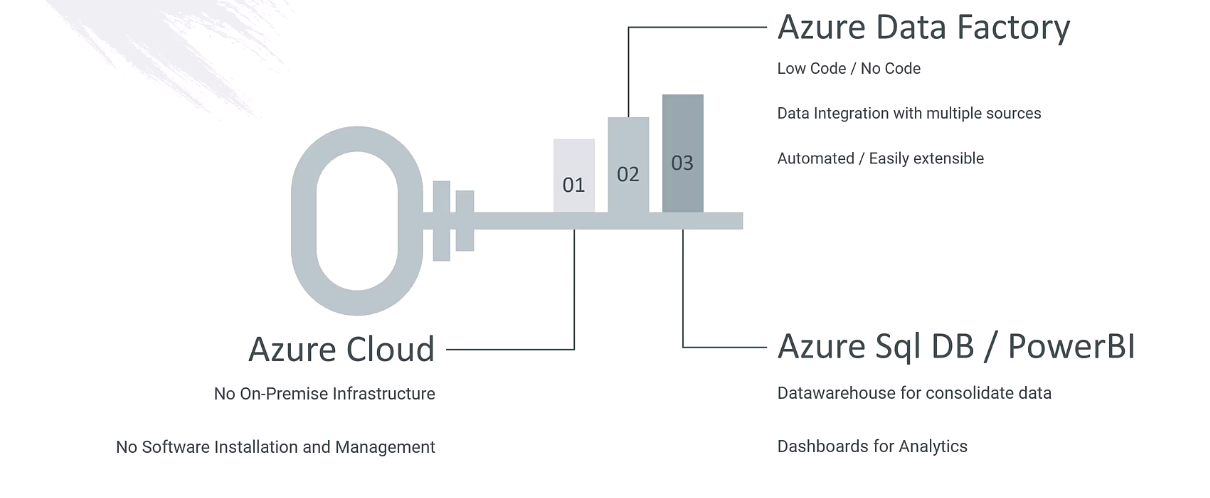 Azure Data Factory
Low Code / No Code
Data Integration with multiple sources
Automated / Easily extensible
01
02
03
Azure Cloud
No On-Premise Infrastructure
No Software Installation and Management
Azure Sql DB / PowerBI
Datawarehouse for consolidate data
Dashboards for Analytics